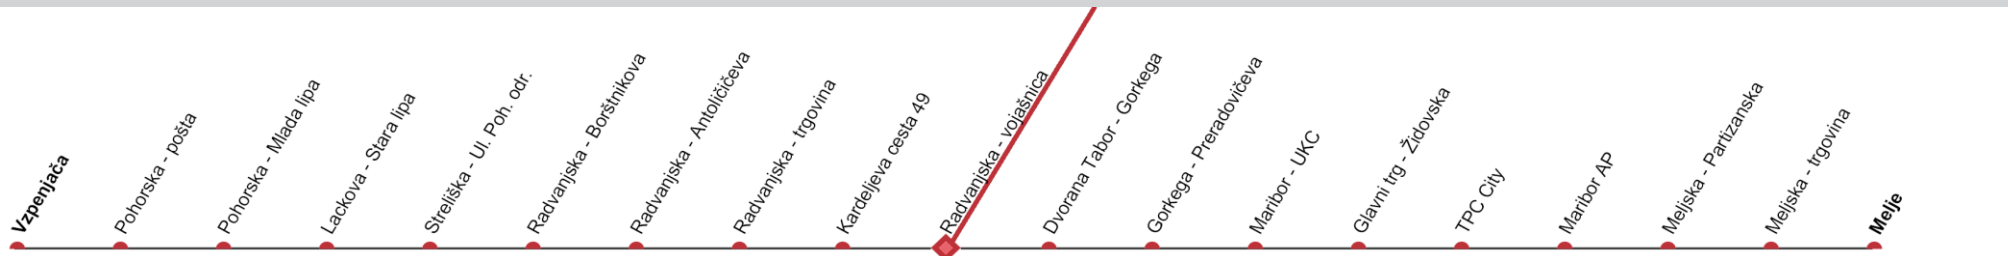 Vzpenjača
Pohorska - pošta
Pohorska - Mlada lipa
Lackova - Stara lipa
Streliška - Ul. Poh. odr.
Radvanjska - Borštnikova
Radvanjska - Antoličičeva
Radvanjska - trgovina
Kardeljeva cesta 49
Radvanjska - vojašnica
Dvorana Tabor - Gorkega
Gorkega - Preradovičeva
Maribor - UKC
Glavni trg - Židovska
TPC City
Maribor AP
Meljska - Partizanska
Meljska - trgovina
Melje